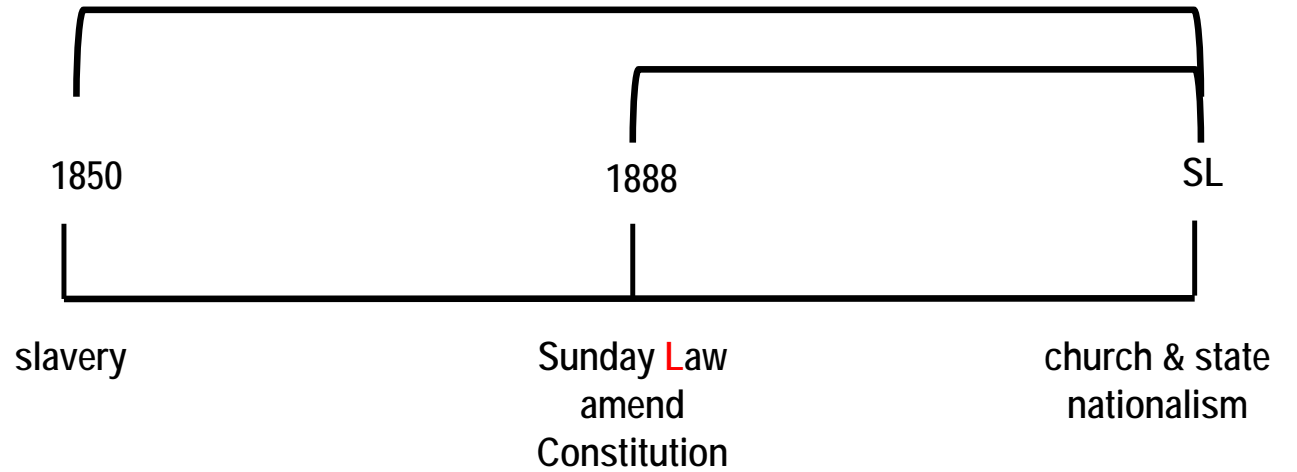 1850
1888
SL
slavery
Sunday Law
amend
Constitution
church & state
nationalism